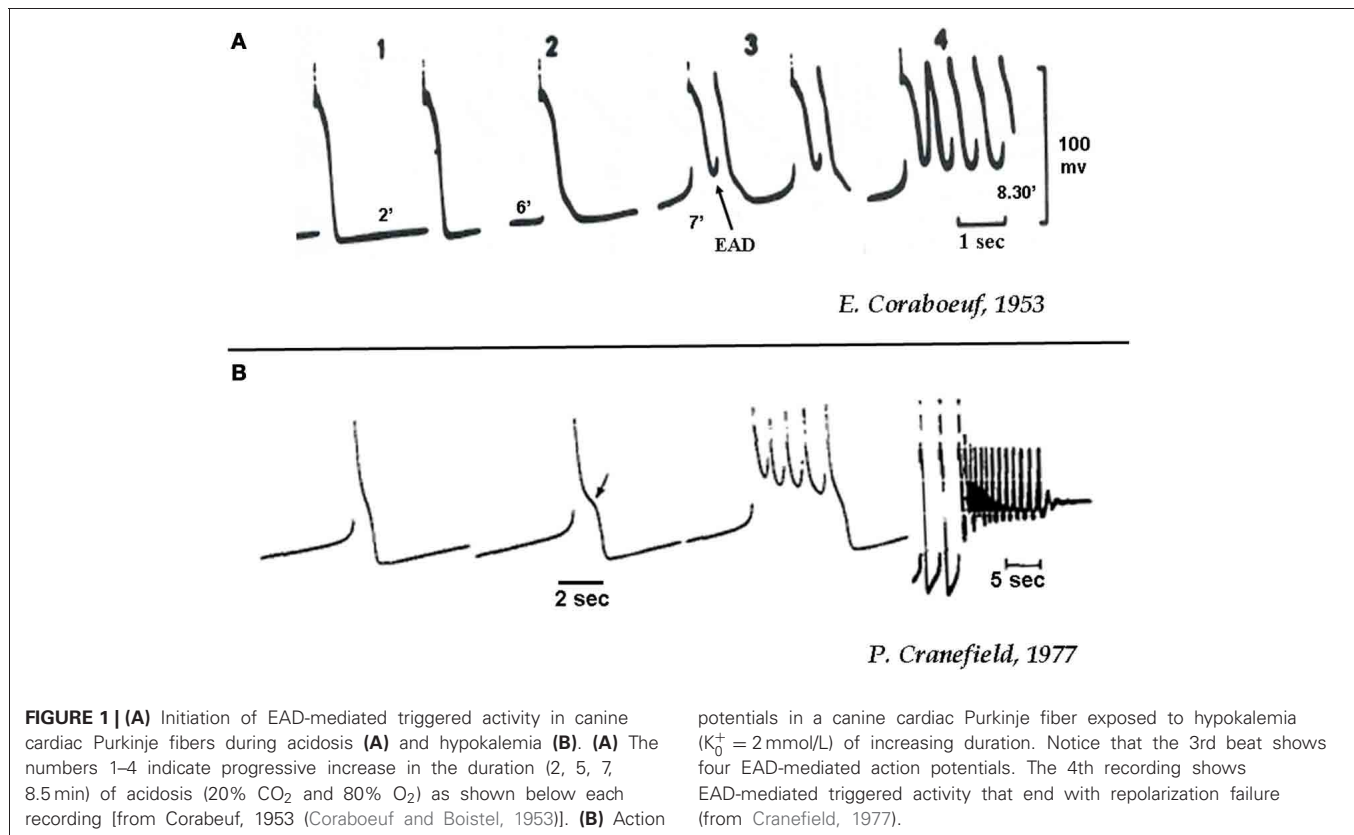 A
1
2
3
4
2'
6'
7'
EAD
8.30'
100
mv
1 sec
E. Coraboeuf, 1953
B
2 sec
5 sec
P. Cranefield, 1977
FIGURE 1 | (A) Initiation of EAD-mediated triggered activity in canine
cardiac Purkinje fibers during acidosis (A) and hypokalemia (B). (A) The
numbers 1–4 indicate progressive increase in the duration (2, 5, 7,
8.5 min) of acidosis (20% CO₂ and 80% O₂) as shown below each
recording [from Corabeuf, 1953 (Coraboeuf and Boistel, 1953)]. (B) Action
potentials in a canine cardiac Purkinje fiber exposed to hypokalemia
(K₀⁺ = 2 mmol/L) of increasing duration. Notice that the 3rd beat shows
four EAD-mediated action potentials. The 4th recording shows
EAD-mediated triggered activity that end with repolarization failure
(from Cranefield, 1977).